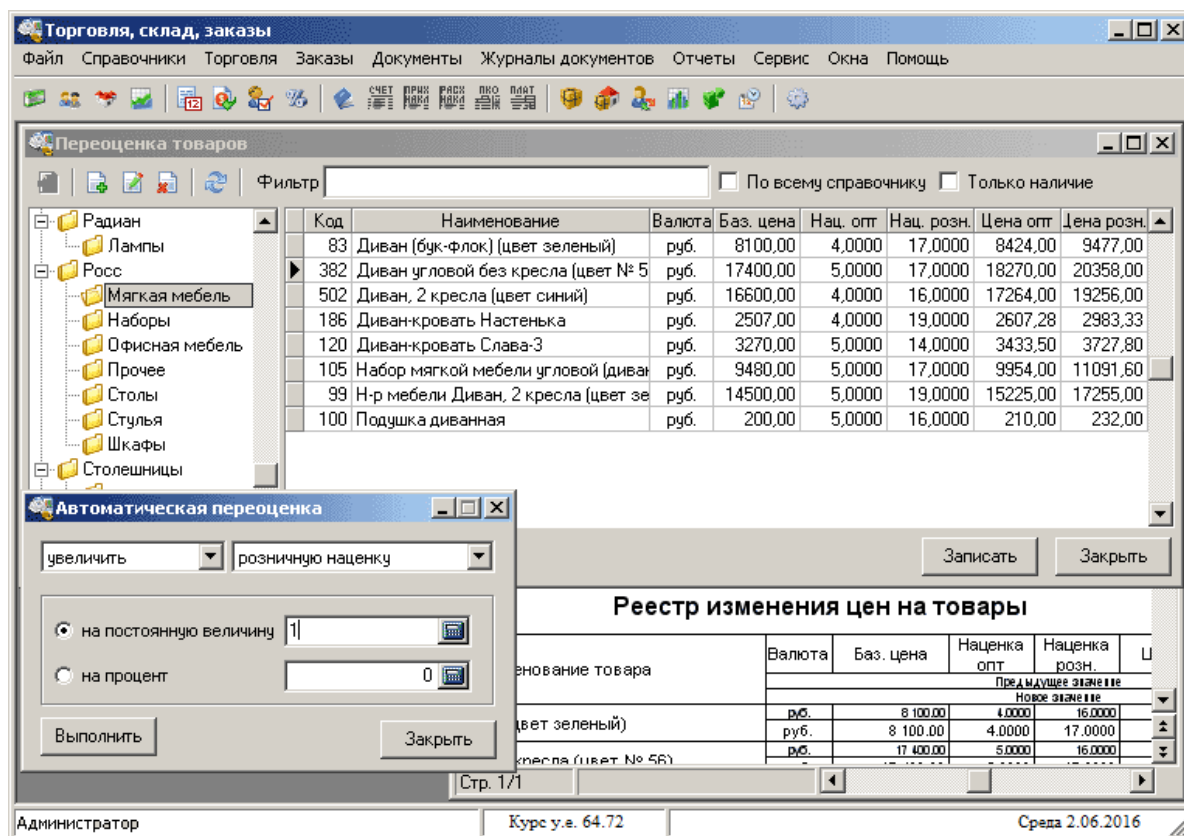 Торговля, склад, заказы
Файл Справочники Торговля Заказы Документы Журналы документов Отчеты Сервис Окна Помощь
12 % СЧЕТ ПРИХ НДКЛ РАСХ НДКЛ ПКО ПЛАТ
Переоценка товаров
Фильтр По всему справочнику Только наличие
Радиан
Лампы
Росс
Мягкая мебель
Наборы
Офисная мебель
Прочее
Столы
Стулья
Шкафы
Столешницы
Код Наименование Валюта Баз. цена Нац. опт Нац. розн. Цена опт Цена розн.
83 Диван (бук-флок) (цвет зеленый) руб. 8100,00 4,0000 17,0000 8424,00 9477,00
382 Диван угловой без кресла (цвет № 5 руб. 17400,00 5,0000 17,0000 18270,00 20358,00
502 Диван, 2 кресла (цвет синий) руб. 16600,00 4,0000 16,0000 17264,00 19256,00
186 Диван-кровать Настенька руб. 2507,00 4,0000 19,0000 2607,28 2983,33
120 Диван-кровать Слава-3 руб. 3270,00 5,0000 14,0000 3433,50 3727,80
105 Набор мягкой мебели угловой (диван руб. 9480,00 5,0000 17,0000 9954,00 11091,60
99 Н-р мебели Диван, 2 кресла (цвет зе руб. 14500,00 5,0000 19,0000 15225,00 17255,00
100 Подушка диванная руб. 200,00 5,0000 16,0000 210,00 232,00
Записать Закрыть
Автоматическая переоценка
увеличить розничную наценку
на постоянную величину 1
на процент 0
Выполнить Закрыть
Реестр изменения цен на товары
енование товара Валюта Баз. цена Наценка опт Наценка розн. Ц
Предыдущее значение
Новое значение
руб. 8 100.00 4.0000 16.0000
цвет зеленый) руб. 8 100.00 4.0000 17.0000
руб. 17 400.00 5.0000 16.0000
кресла (цвет № 56)
Стр. 1/1
Администратор Курс у.е. 64.72 Среда 2.06.2016